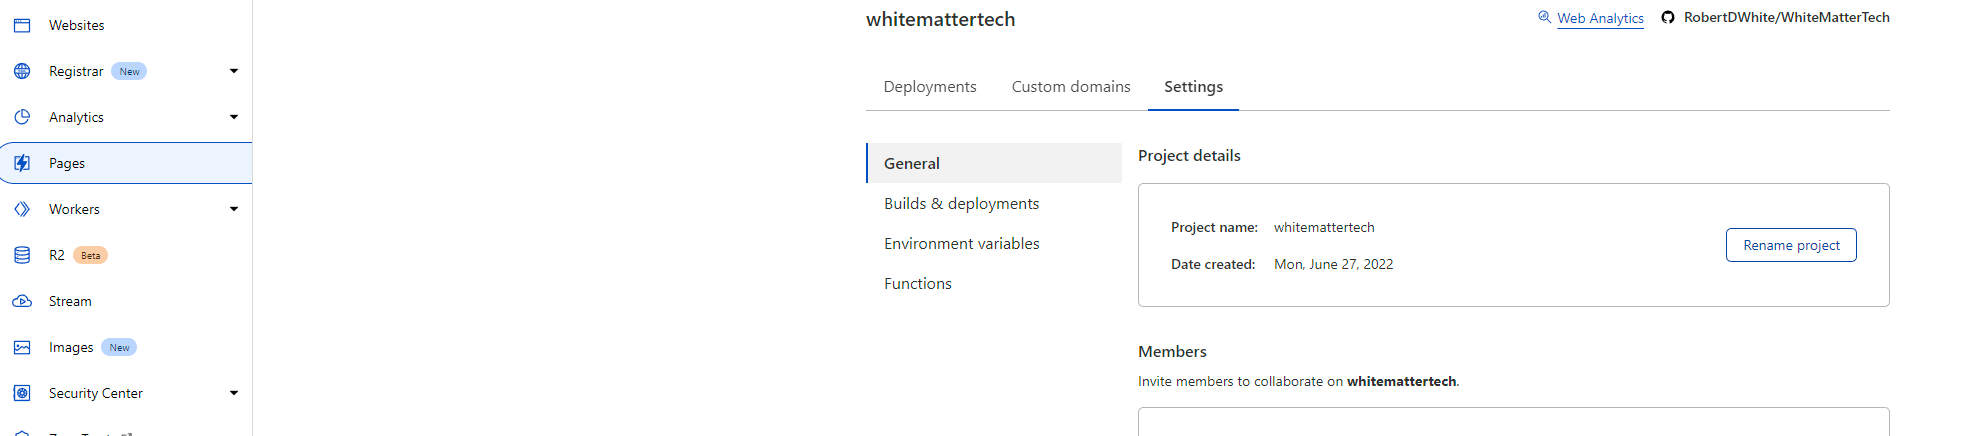 Websites
Registrar New
Analytics
Pages
Workers
R2 Beta
Stream
Images New
Security Center
whitemattertech
Web Analytics
RobertDWhite/WhiteMatterTech
Deployments
Custom domains
Settings
General
Builds & deployments
Environment variables
Functions
Project details
Project name: whitemattertech
Date created: Mon, June 27, 2022
Rename project
Members
Invite members to collaborate on whitemattertech.